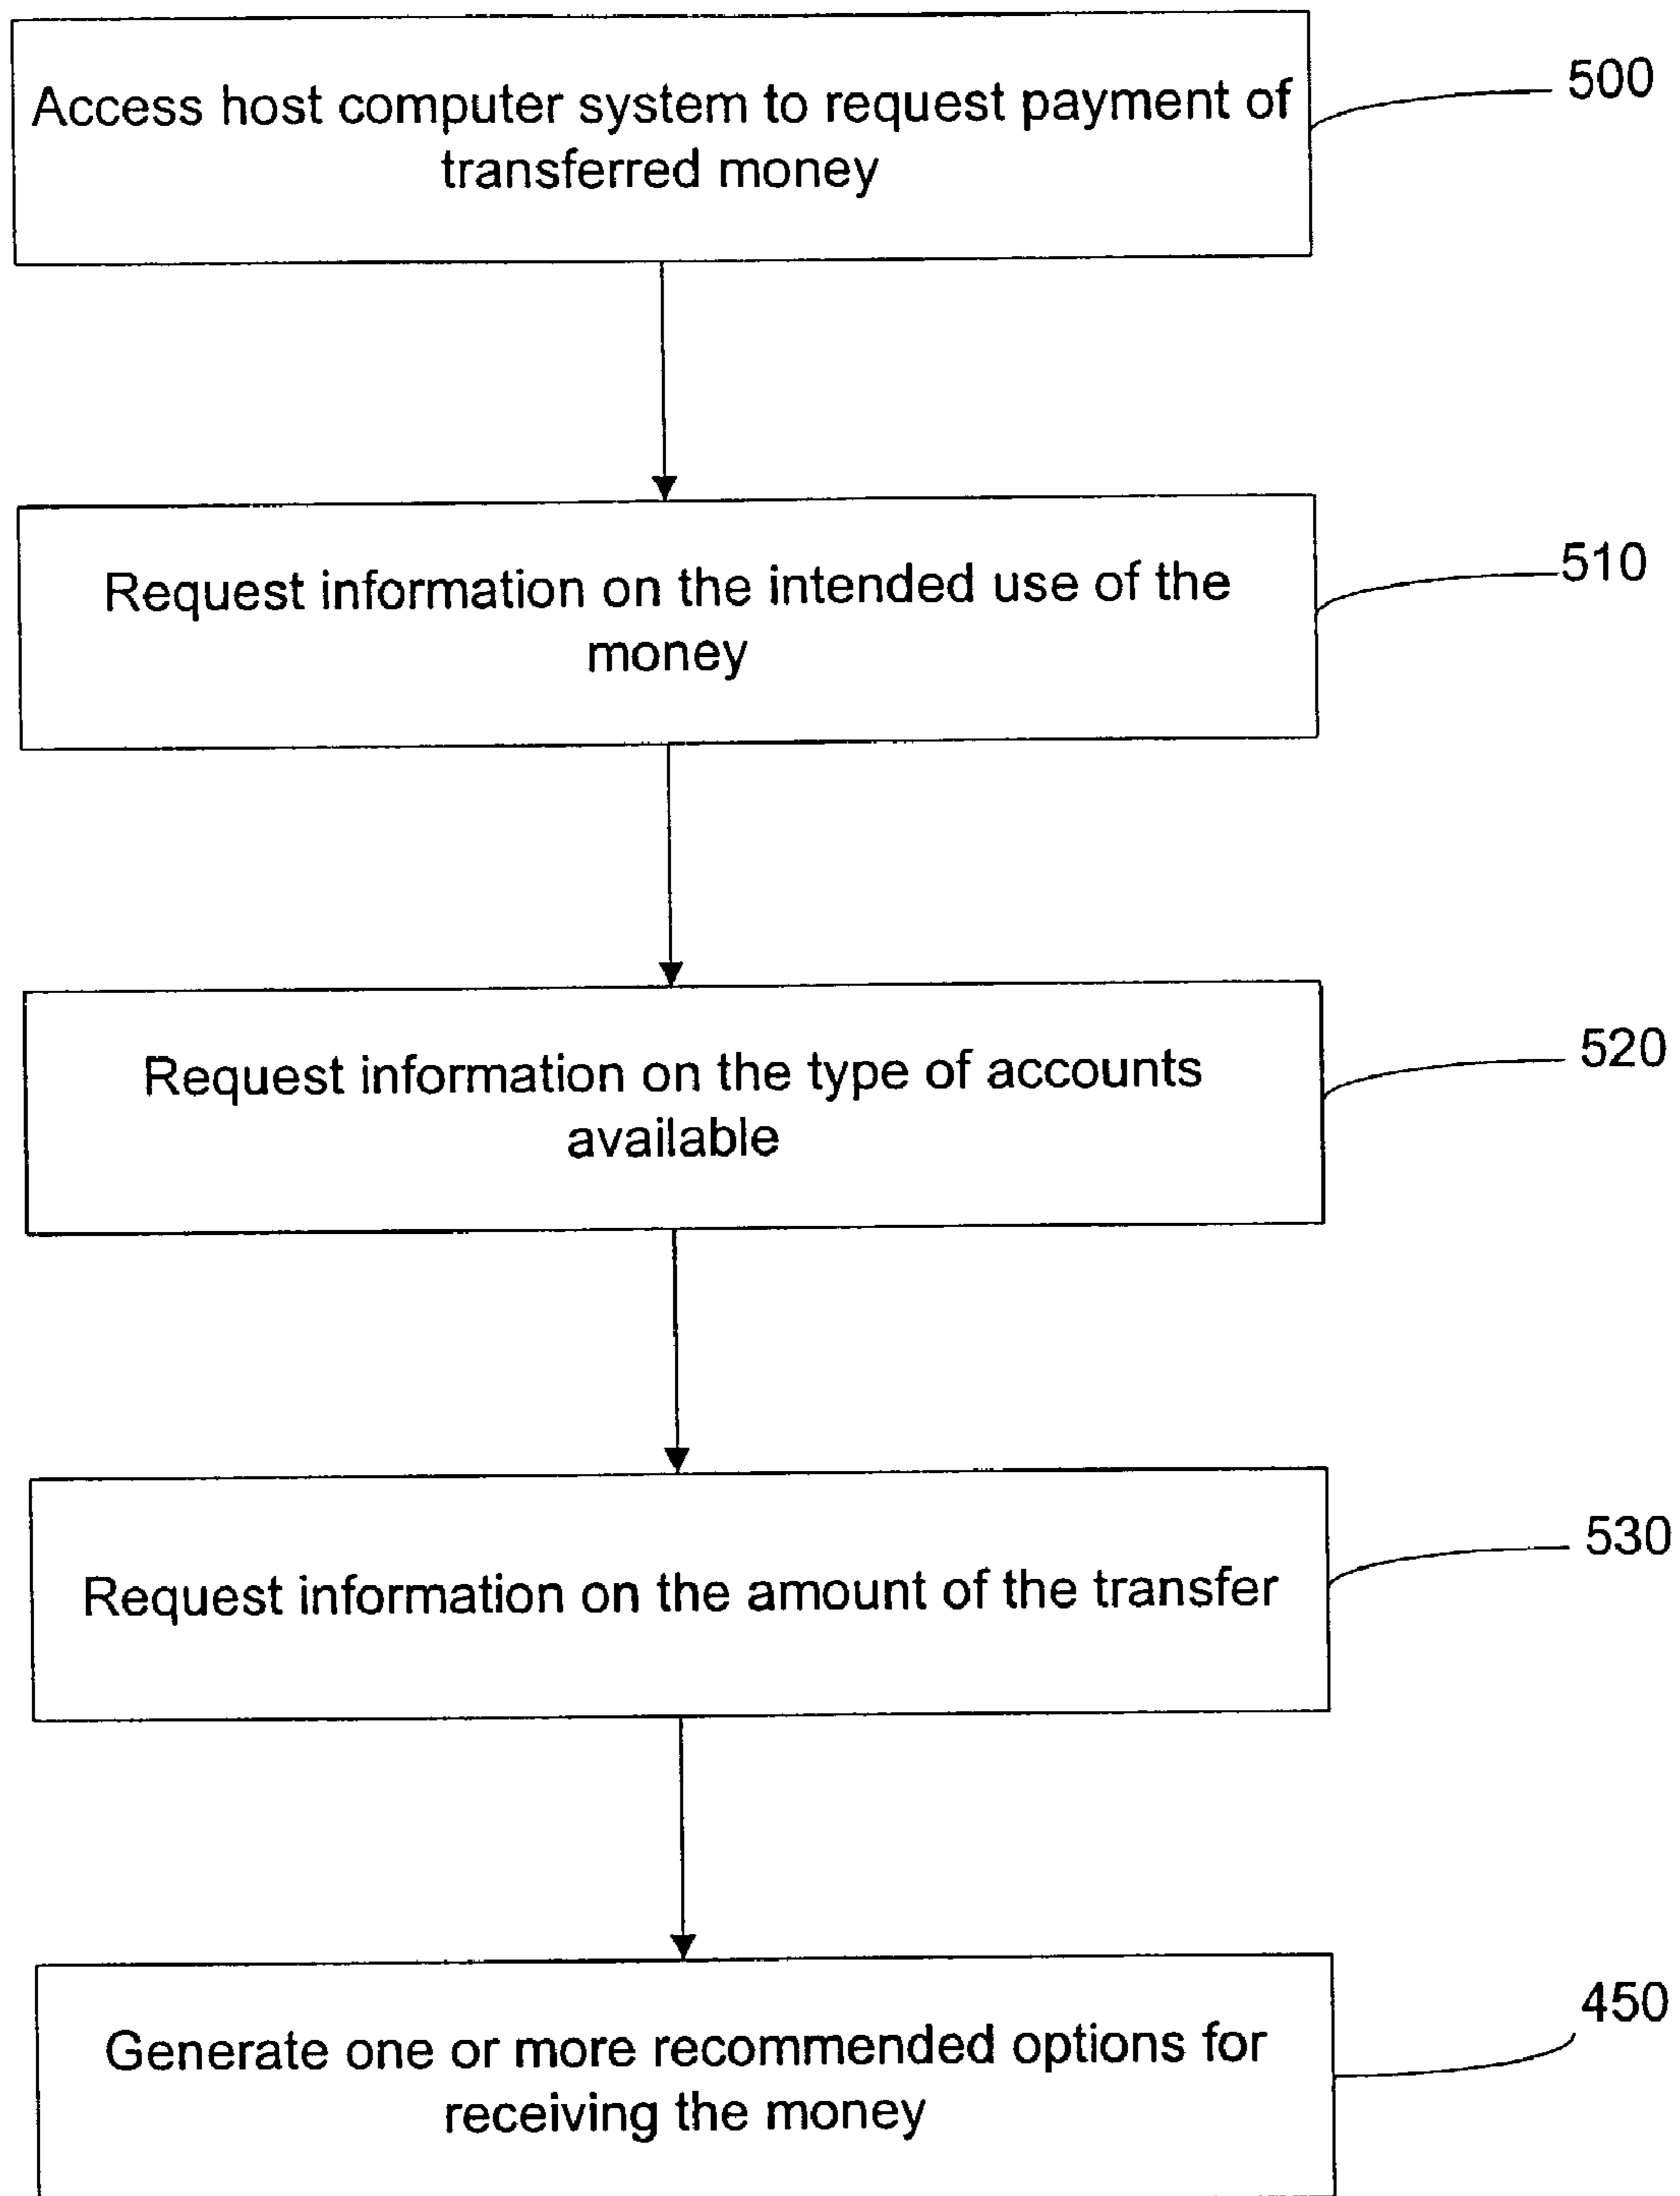 Access host computer system to request payment of
transferred money
500
Request information on the intended use of the
money
510
Request information on the type of accounts
available
520
Request information on the amount of the transfer
530
Generate one or more recommended options for
receiving the money
450